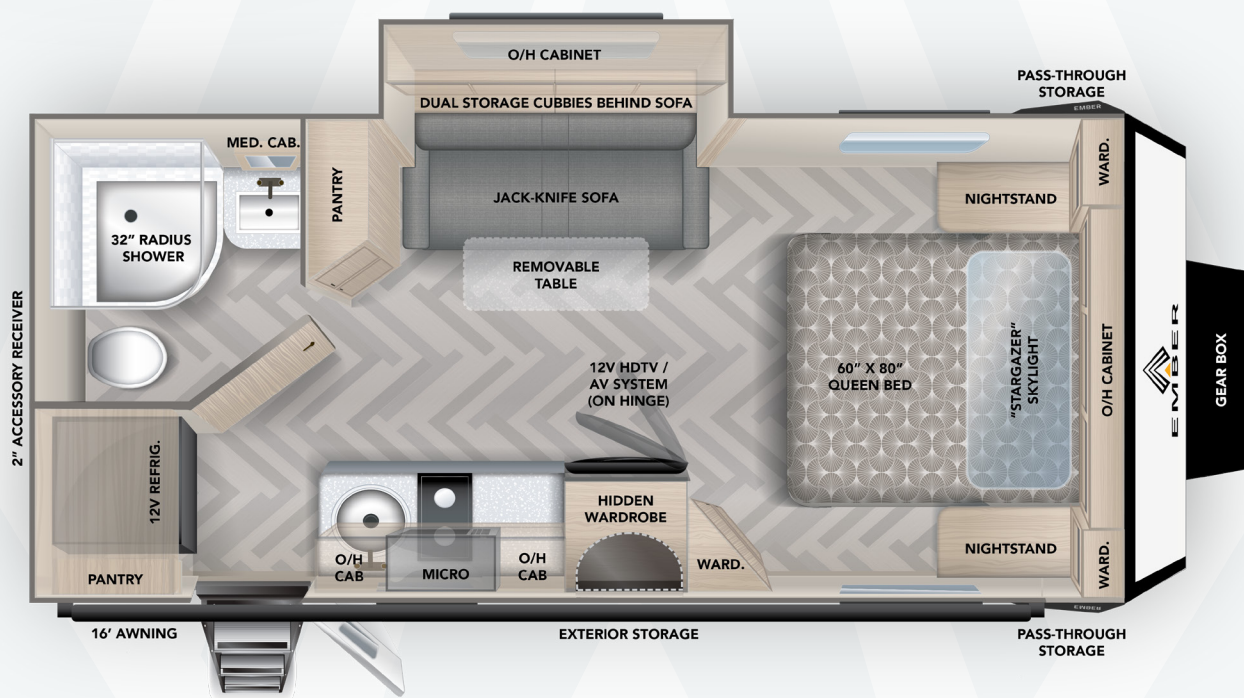 O/H CABINET
DUAL STORAGE CUBBIES BEHIND SOFA
PASS-THROUGH
STORAGE
EMBER
MED. CAB.
PANTRY
JACK-KNIFE SOFA
NIGHTSTAND
WARD.
32” RADIUS
SHOWER
REMOVABLE
TABLE
2” ACCESSORY RECEIVER
12V HDTV /
AV SYSTEM
(ON HINGE)
60” X 80”
QUEEN BED
“STARGAZER”
SKYLIGHT
O/H CABINET
EMBER
GEAR BOX
12V REFRIG.
HIDDEN
WARDROBE
PANTRY
O/H
CAB
MICRO
O/H
CAB
WARD.
NIGHTSTAND
WARD.
EMBER
16’ AWNING
EXTERIOR STORAGE
PASS-THROUGH
STORAGE